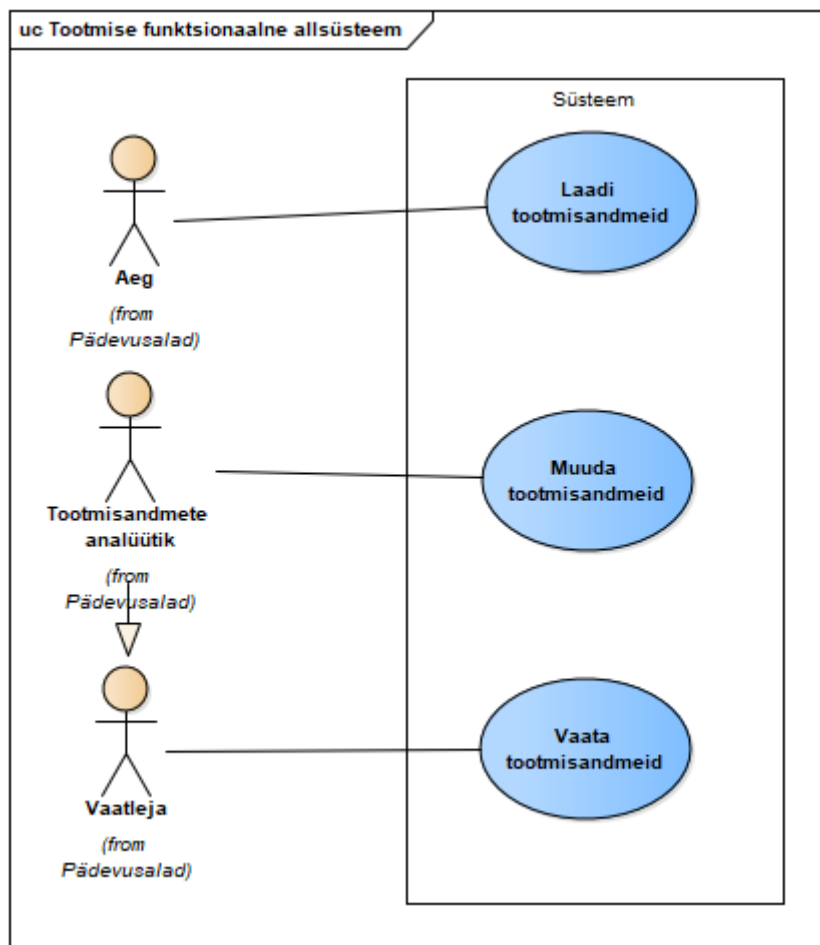 uc Tootmise funktsionaalne allsüsteem
Süsteem
Laadi
tootmisandmeid
Aeg
(from
Pädevusalad)
Muuda
tootmisandmeid
Tootmisandmete
analüütik
(from
Pädevusalad)
Vaata
tootmisandmeid
Vaatleja
(from
Pädevusalad)